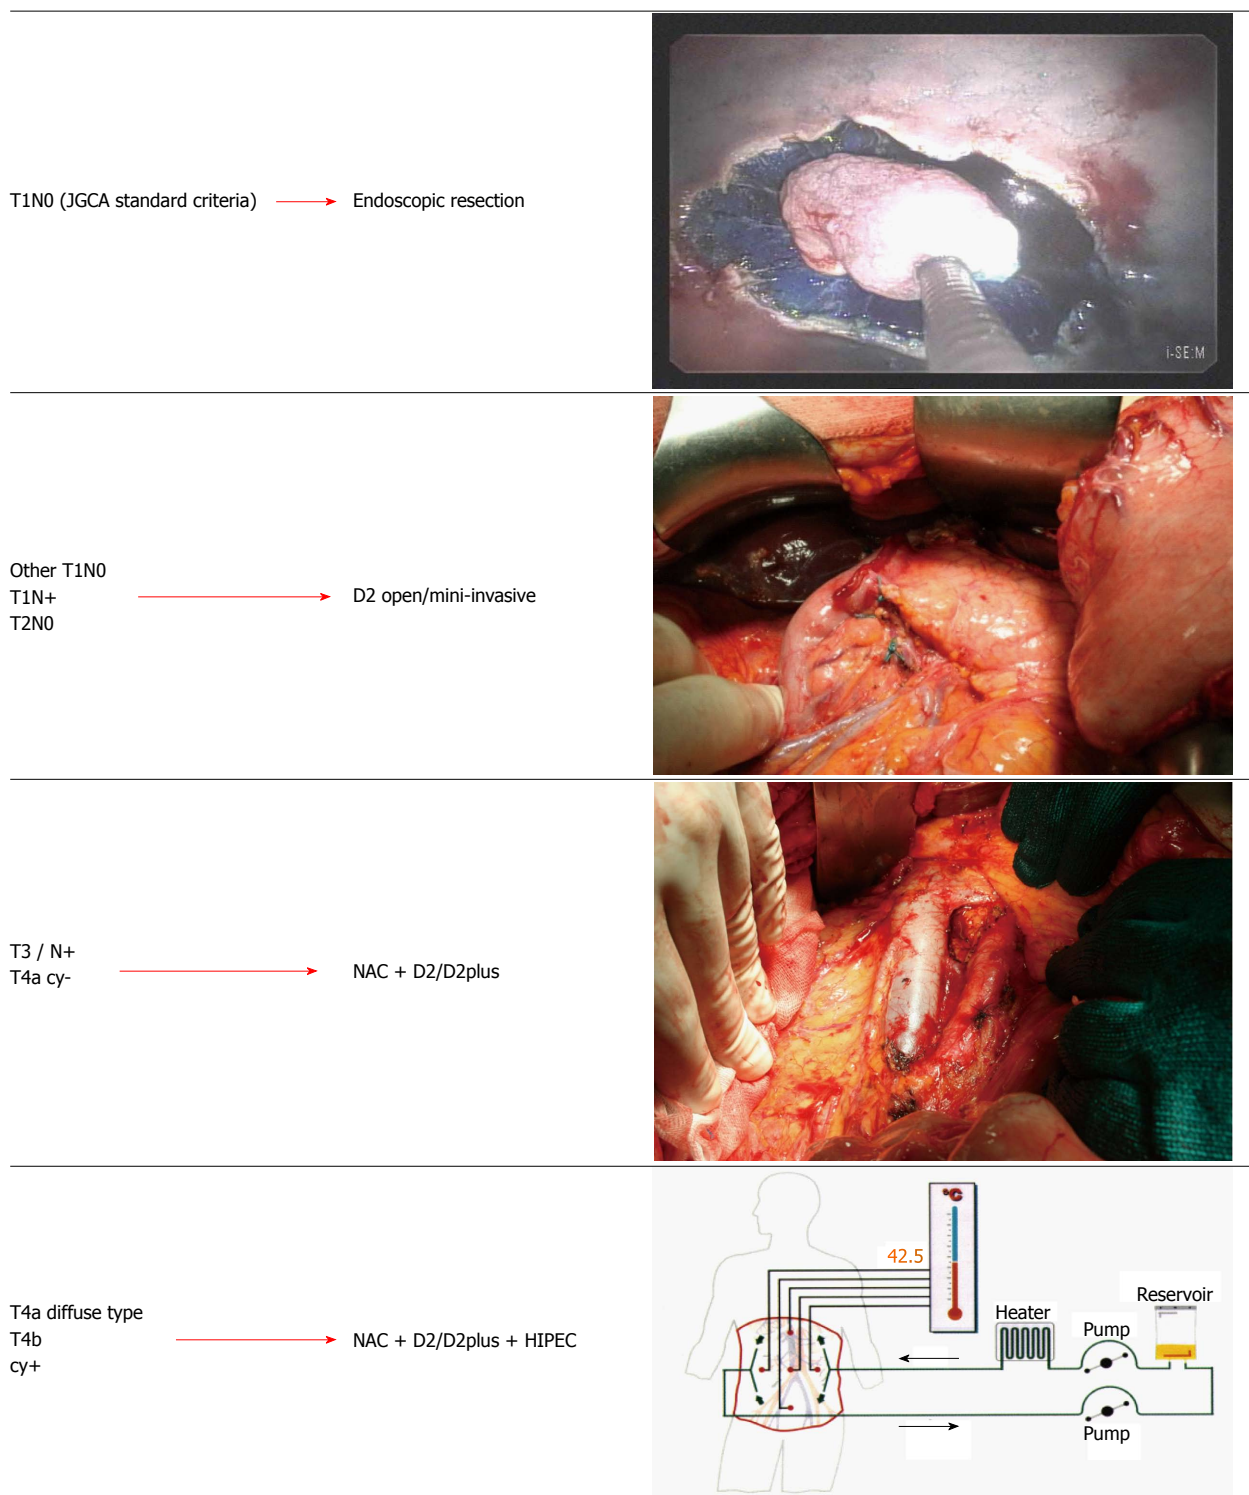 T1N0 (JGCA standard criteria)
Endoscopic resection
i-SE:M
Other T1N0
T1N+
T2N0
D2 open/mini-invasive
T3 / N+
T4a cy-
NAC + D2/D2plus
T4a diffuse type
T4b
cy+
NAC + D2/D2plus + HIPEC
°C
42.5
Heater
Pump
Reservoir
Pump